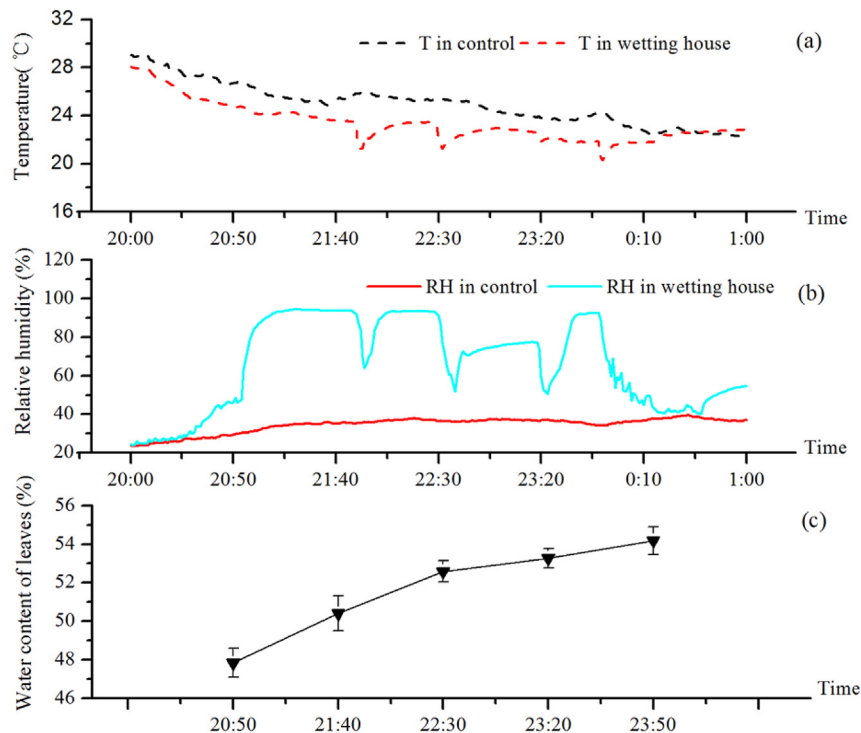 32
28
24
20
16
Temperature( ℃)
T in control
T in wetting house
(a)
Time
20:00 20:50 21:40 22:30 23:20 0:10 1:00
120
100
80
60
40
20
Relative humidity (%)
RH in control
RH in wetting house
(b)
Time
20:00 20:50 21:40 22:30 23:20 0:10 1:00
56
54
52
50
48
46
Water content of leaves (%)
(c)
Time
20:50 21:40 22:30 23:20 23:50